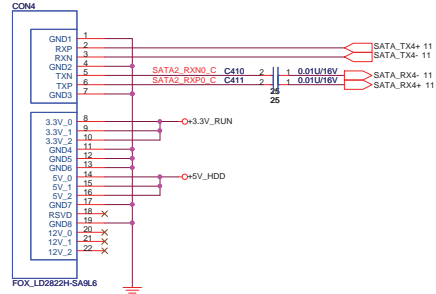 CON4
GND1 1
RXP 2 SATA_TX4+ 11
RXN 3 SATA_TX4- 11
GND2 4
TXN 5 SATA2_RXN0_C C410 2 1 0.01U/16V SATA_RX4- 11
TXP 6 SATA2_RXP0_C C411 2 1 0.01U/16V SATA_RX4+ 11
GND3 7
25
25
3.3V_0 8 +3.3V_RUN
3.3V_1 9
3.3V_2 10
GND4 11
GND5 12
GND6 13
5V_0 14 +5V_HDD
5V_1 15
5V_2 16
GND7 17
RSVD 18
GND8 19
12V_0 20
12V_1 21
12V_2 22
FOX_LD2822H-SA9L6